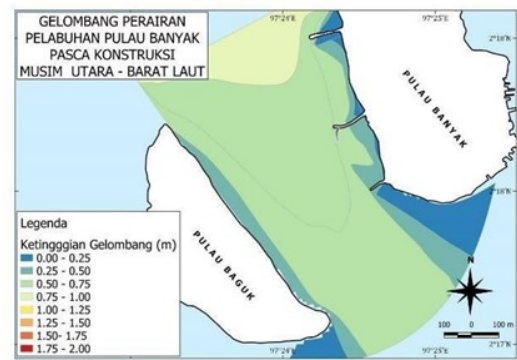 GELOMBANG PERAIRAN
PELABUHAN PULAU BANYAK
PASCA KONSTRUKSI
MUSIM UTARA - BARAT LAUT
97°24'E
97°25'E
2°18'N
PULAU BANYAK
2°18'N
PULAU BAGUK
Legenda
Ketingggian Gelombang (m)
0.00 - 0.25
0.25 - 0.50
0.50 - 0.75
0.75 - 1.00
1.00 - 1.25
1.25 - 1.50
1.50- 1.75
1.75 - 2.00
N
100 0 100 m
2°17'N
97°24'E
97°25'E